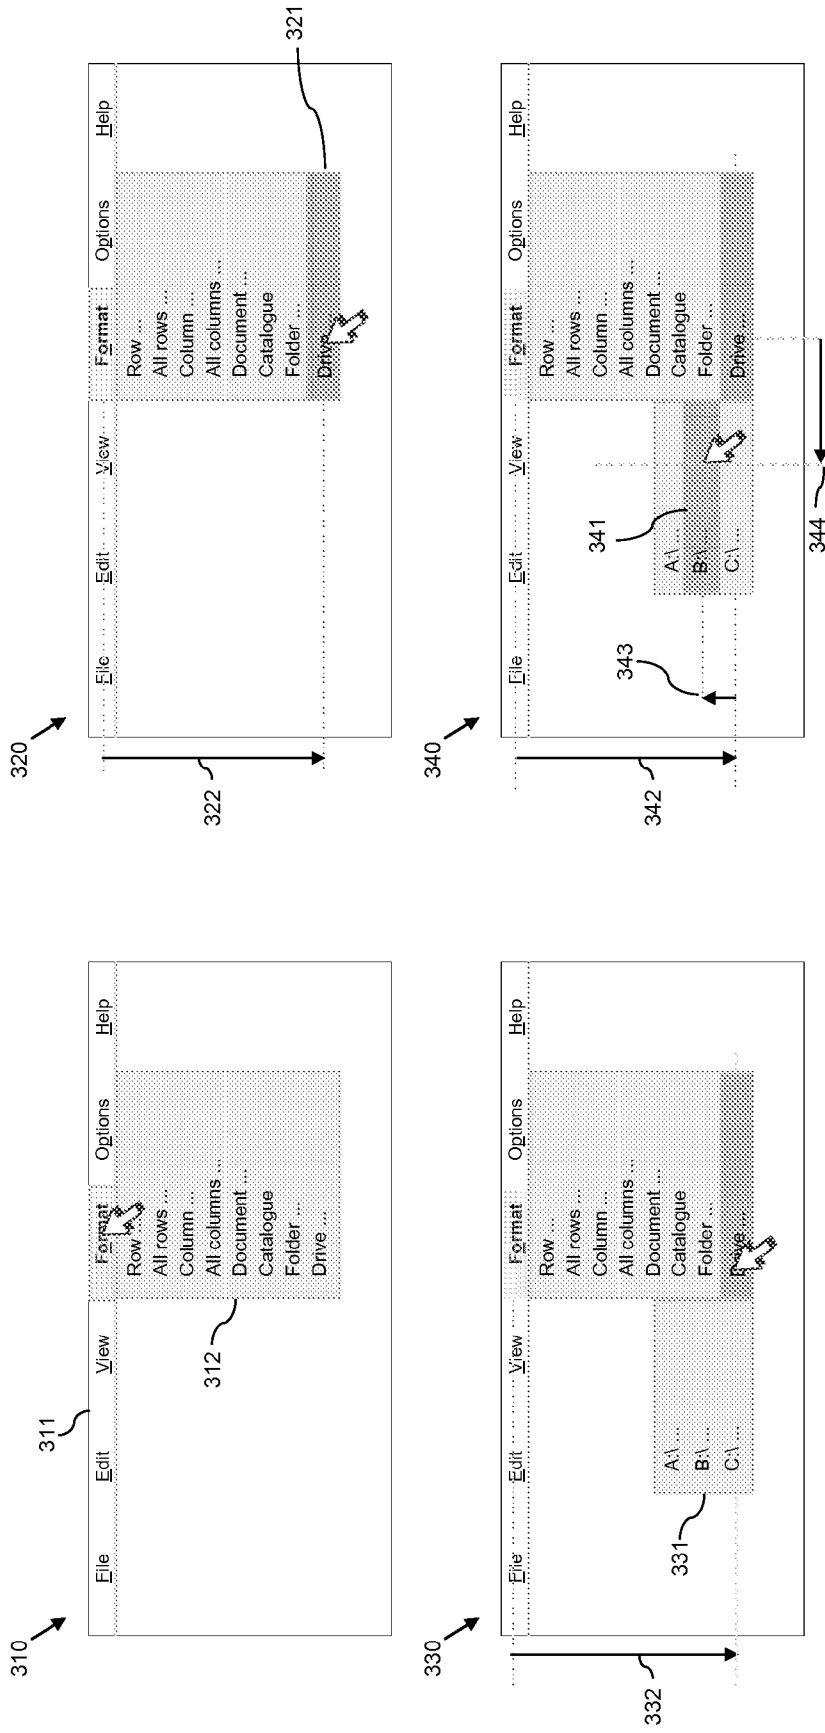 310
311
File Edit View Format Options Help
Row ...
All rows ...
Column ...
All columns ...
Document ...
Catalogue
Folder ...
Drive ...
312
320
File Edit View Format Options Help
Row ...
All rows ...
Column ...
All columns ...
Document ...
Catalogue
Folder ...
Drive
321
322
330
File Edit View Format Options Help
Row ...
All rows ...
Column ...
All columns ...
Document ...
Catalogue
Folder ...
Drive ...
A:\ ...
B:\ ...
C:\ ...
331
332
340
File Edit View Format Options Help
Row ...
All rows ...
Column ...
All columns ...
Document ...
Catalogue
Folder ...
Drive ...
A:\ ...
B:\ ...
C:\ ...
341
342
343
344